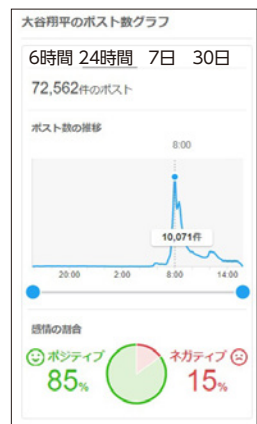 大谷翔平のポスト数グラフ
6時間 24時間 7日 30日
72,562件のポスト
ポスト数の推移
8:00
10,071件
20:00 2:00 8:00 14:00
感情の割合
ポジティブ ネガティブ
85% 15%